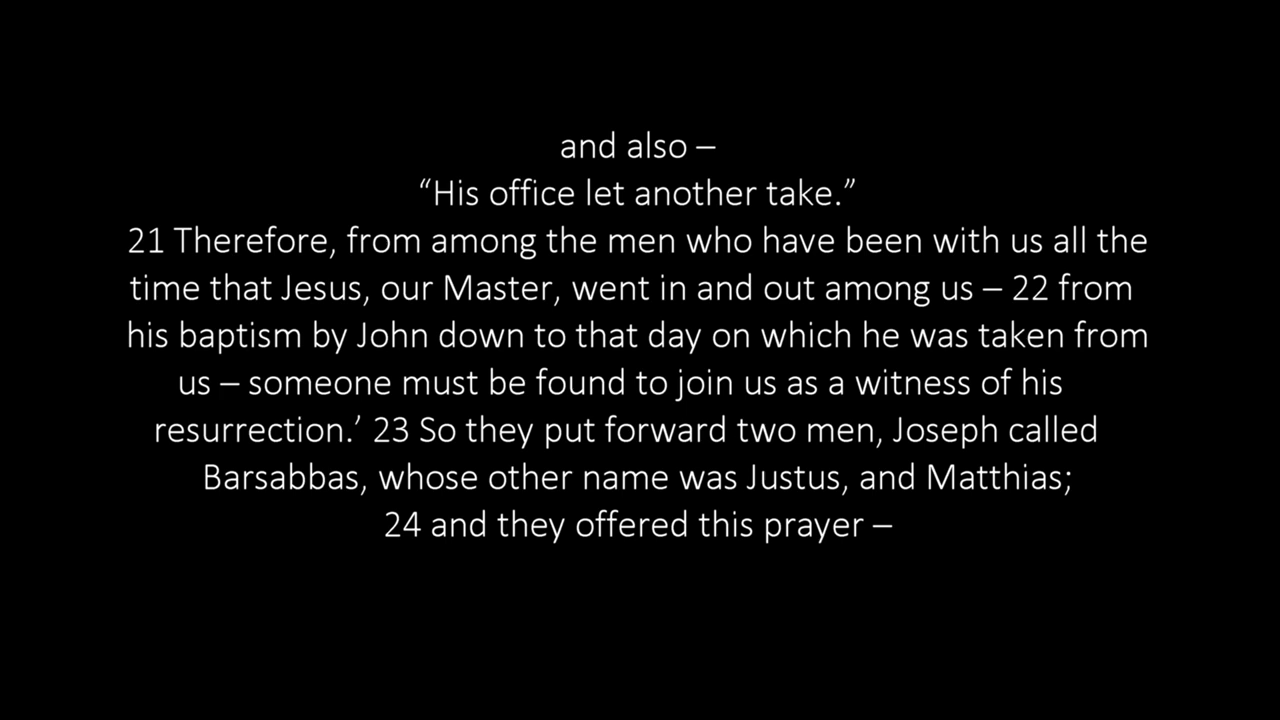 and also –
“His office let another take.”
21 Therefore, from among the men who have been with us all the
time that Jesus, our Master, went in and out among us – 22 from
his baptism by John down to that day on which he was taken from
us – someone must be found to join us as a witness of his
resurrection.’ 23 So they put forward two men, Joseph called
Barsabbas, whose other name was Justus, and Matthias;
24 and they offered this prayer –